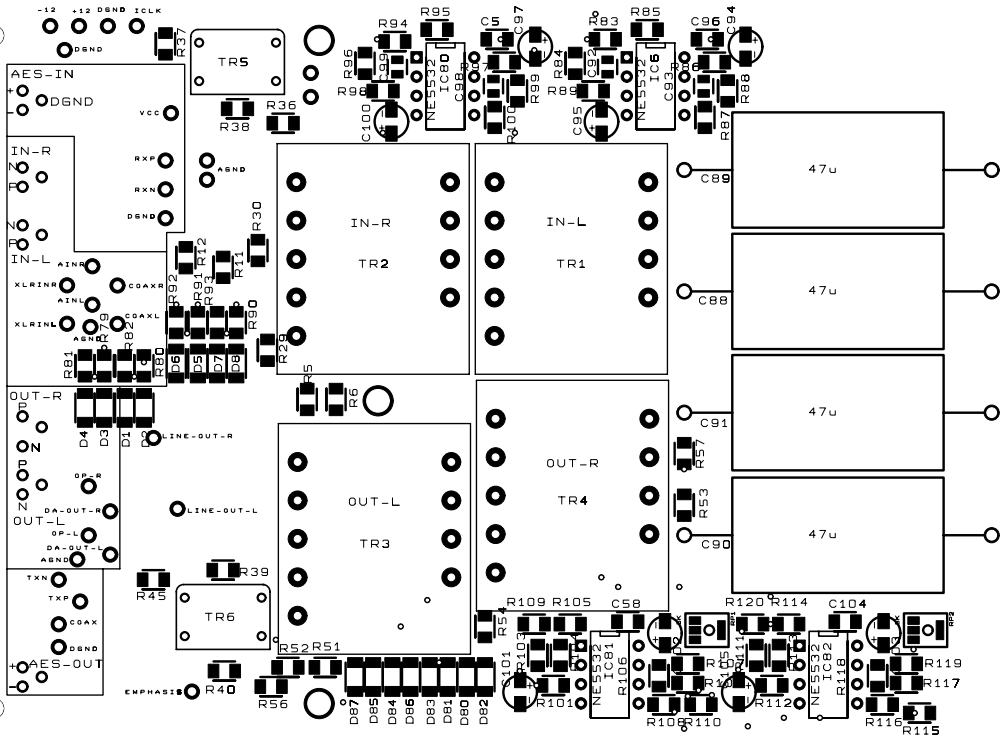 -12 +12 DGND ICLK
DGND
R37
TR5
R38
R36
R94
R95
R96
C99
R98
C100
IC80
NE5532
C98
C5
C97
R99
R100
R83
R85
R84
C92
R89
C95
IC6
NE5532
C93
C96
C94
R86
R88
R87
AES-IN
+
-
DGND
VCC
RXP
RXN
DGND
AGND
IN-R
N
P
N
P
IN-L
AINR
XLRINR
COAXR
AINL
XLRINL
COAXL
AGND
R30
R12
R11
R92
R91
R93
R90
R29
R79
R82
R81
R80
D6
D5
D7
D8
IN-R
TR2
IN-L
TR1
C89
47u
C88
47u
C91
47u
C90
47u
R5
R6
OUT-R
P
N
P
N
OUT-L
D4
D3
D1
D2
LINE-OUT-R
OP-R
DA-OUT-R
LINE-OUT-L
OP-L
DA-OUT-L
AGND
OUT-L
TR3
OUT-R
TR4
R57
R53
TXN
TXP
COAX
DGND
+
AES-OUT
-
EMPHASIS
R45
R39
TR6
R40
R52
R51
R56
R54
D87
D85
D84
D86
D83
D81
D80
D82
R109
R105
R103
C101
R101
IC81
NE5532
R106
C58
R108
R110
RP1
R120
R114
R112
IC82
NE5532
R118
C104
RP2
R119
R117
R116
R115